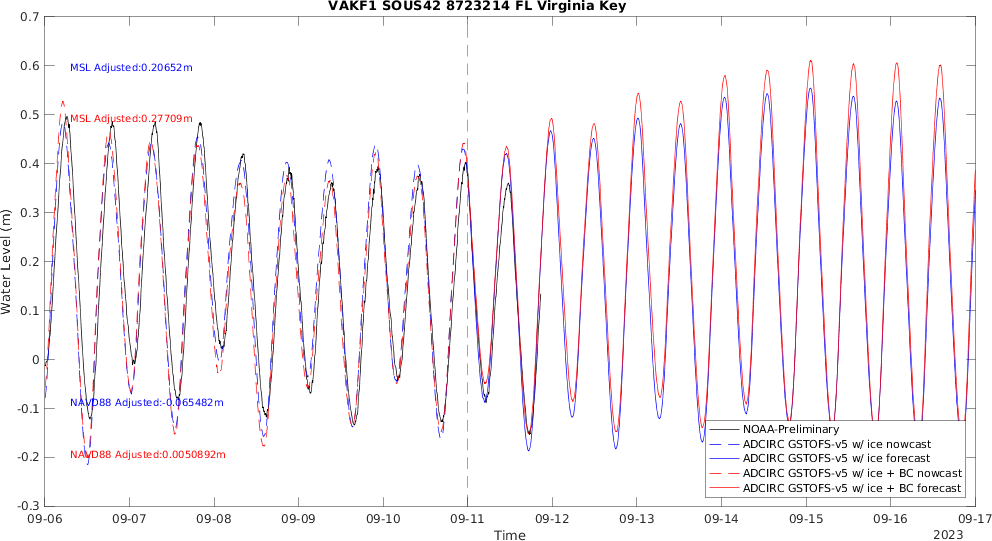 VAKF1 SOUS42 8723214 FL Virginia Key
0.7
0.6
0.5
0.4
0.3
0.2
0.1
0
-0.1
-0.2
-0.3
Water Level (m)
MSL Adjusted:0.20652m
MSL Adjusted:0.27709m
NAVD88 Adjusted:-0.065482m
NAVD88 Adjusted:0.0050892m
NOAA-Preliminary
ADCIRC GSTOFS-v5 w/ ice nowcast
ADCIRC GSTOFS-v5 w/ ice forecast
ADCIRC GSTOFS-v5 w/ ice + BC nowcast
ADCIRC GSTOFS-v5 w/ ice + BC forecast
09-06 09-07 09-08 09-09 09-10 09-11 09-12 09-13 09-14 09-15 09-16 09-17
Time
2023